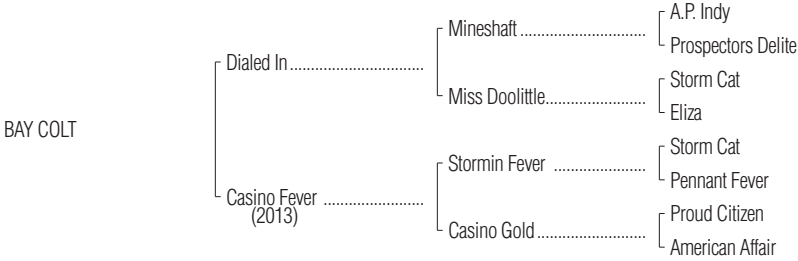 A.P. Indy
Mineshaft
Prospectors Delite
Dialed In
Storm Cat
Miss Doolittle
Eliza
BAY COLT
Storm Cat
Stormin Fever
Pennant Fever
Casino Fever
(2013)
Proud Citizen
Casino Gold
American Affair